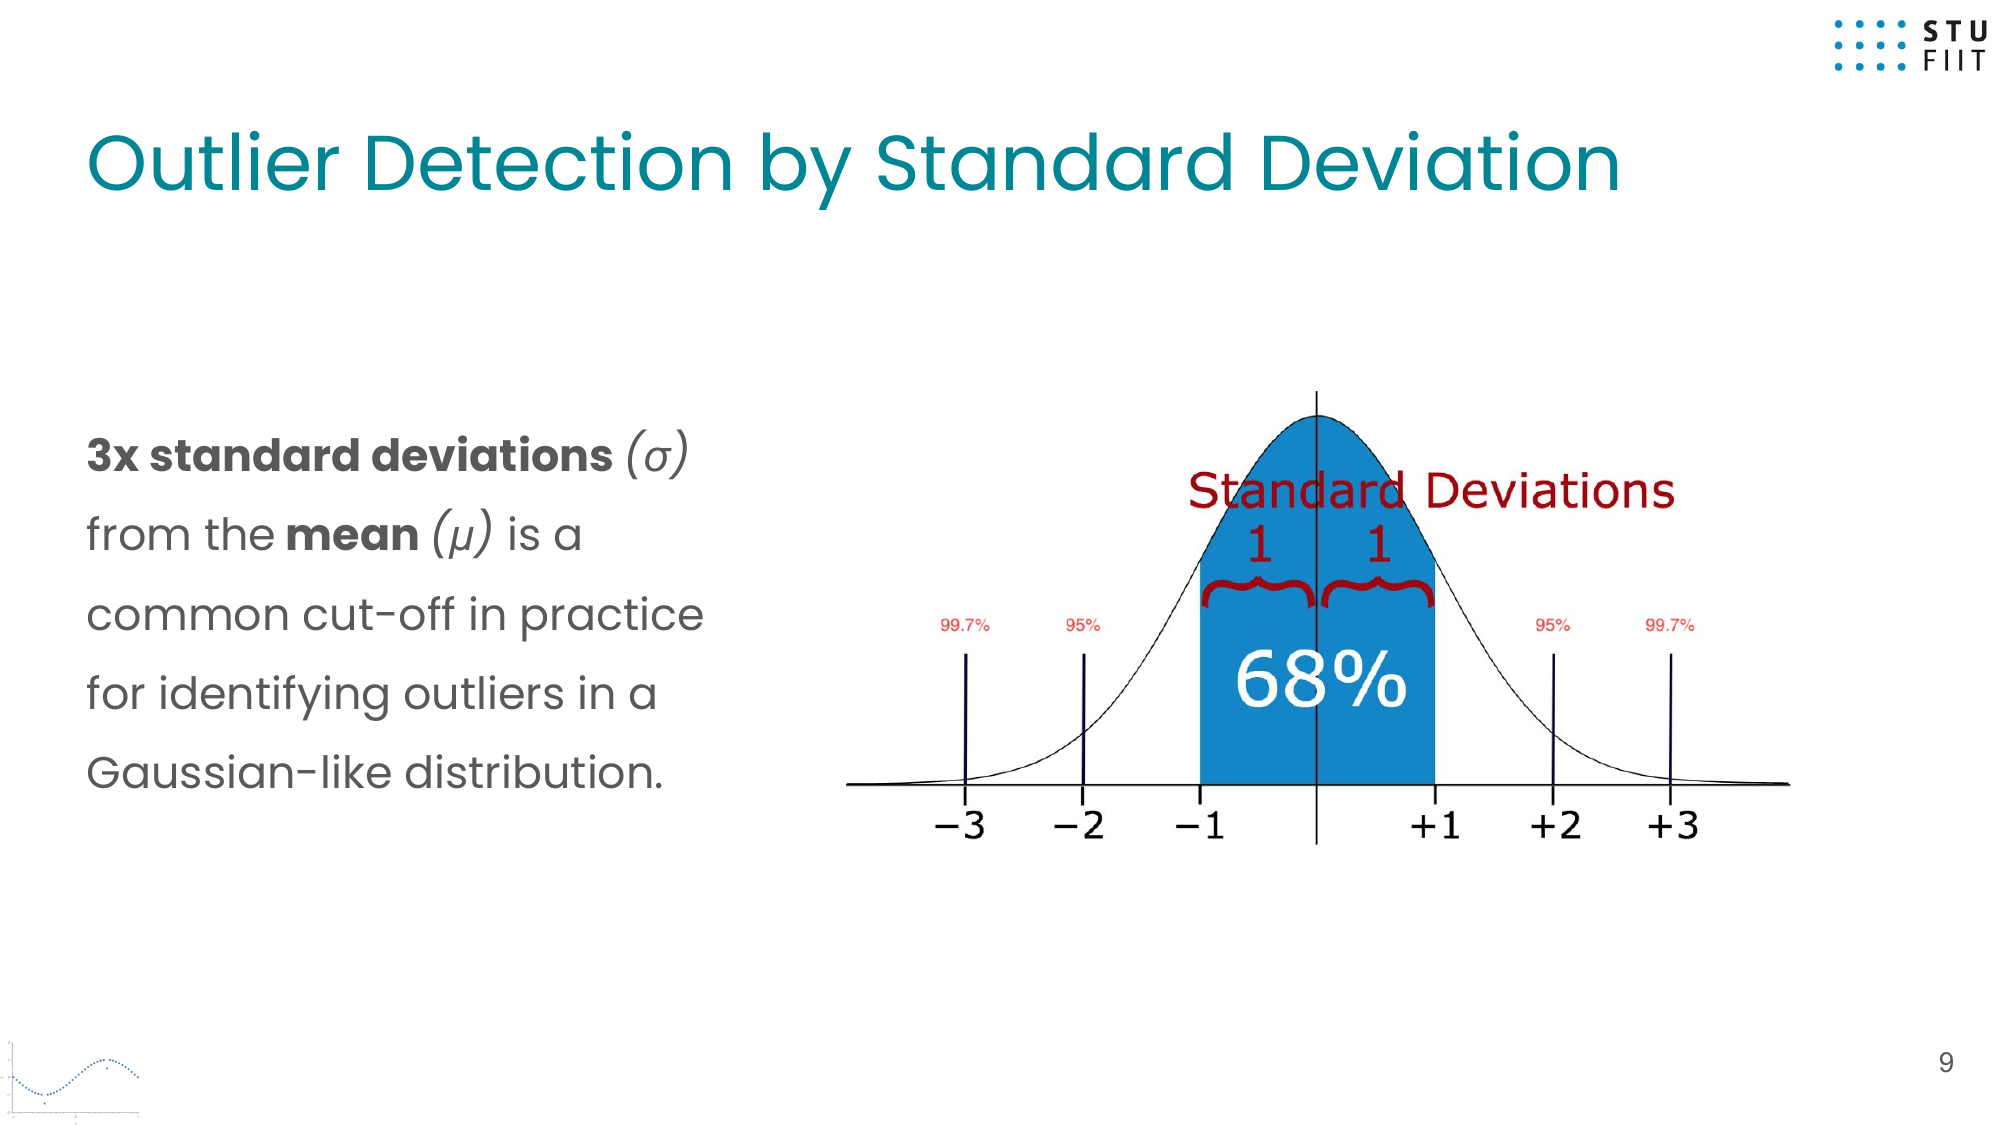 STU
FIIT
Outlier Detection by Standard Deviation
3x standard deviations (σ)
from the mean (μ) is a
common cut-off in practice
for identifying outliers in a
Gaussian-like distribution.
Standard Deviations
1 1
99.7% 95% 95% 99.7%
68%
−3 −2 −1 +1 +2 +3
9